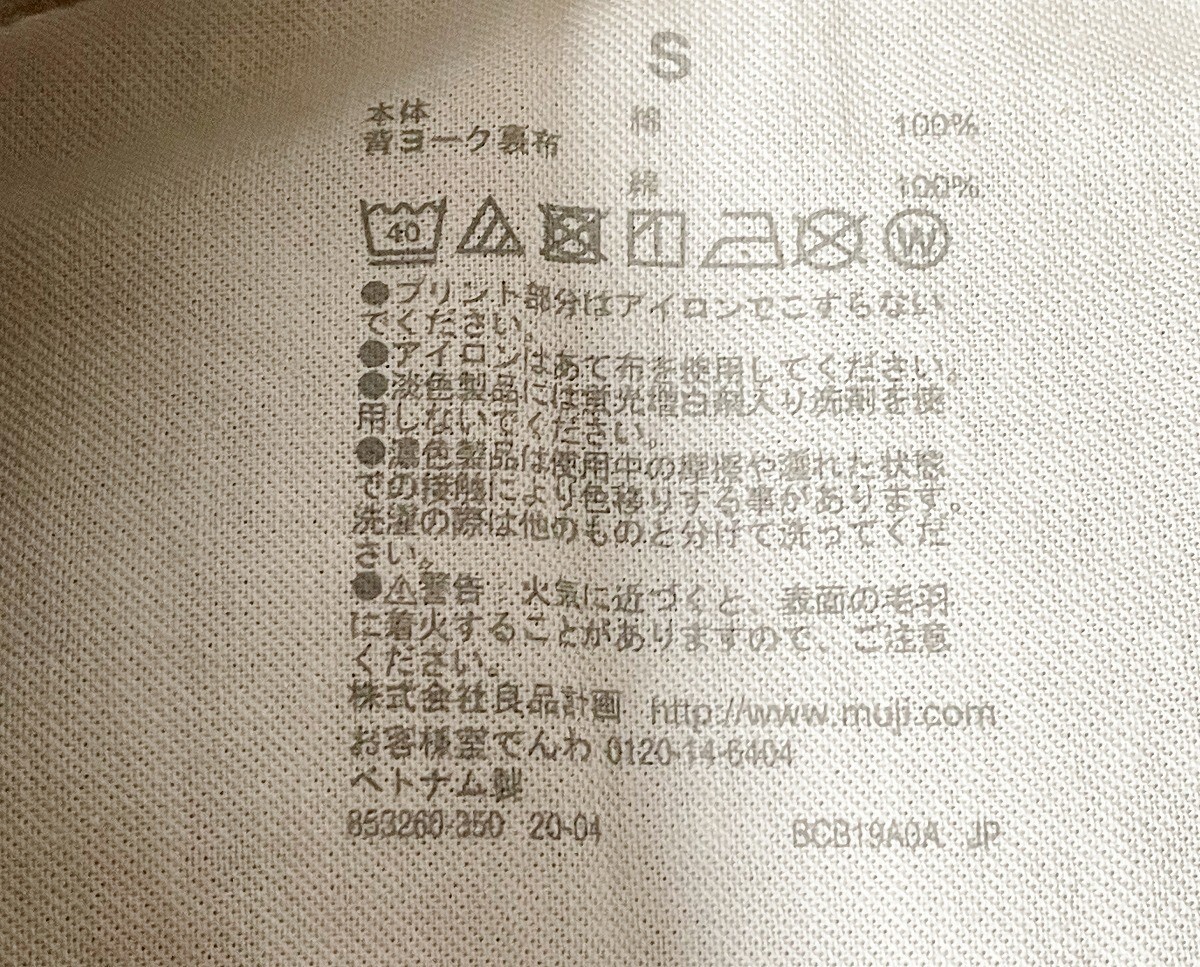 S
本体 綿 100%
背ヨーク裏布 綿 100%
40 W
●プリント部分はアイロンでこすらない
でください。
●アイロンはあて布を使用してください。
●淡色製品には蛍光増白剤入り洗剤を使
用しないでください。
●濃色製品は使用中の摩擦や濡れた状態
での接触により色移りする事があります。
洗濯の際は他のものと分けて洗ってくだ
さい。
●⚠警告：火気に近づくと、表面の毛羽
に着火することがありますので、ご注意
ください。
株式会社良品計画 http://www.muji.com
お客様室でんわ 0120-14-6404
ベトナム製
853260-350 20-04 BCB19A0A JP